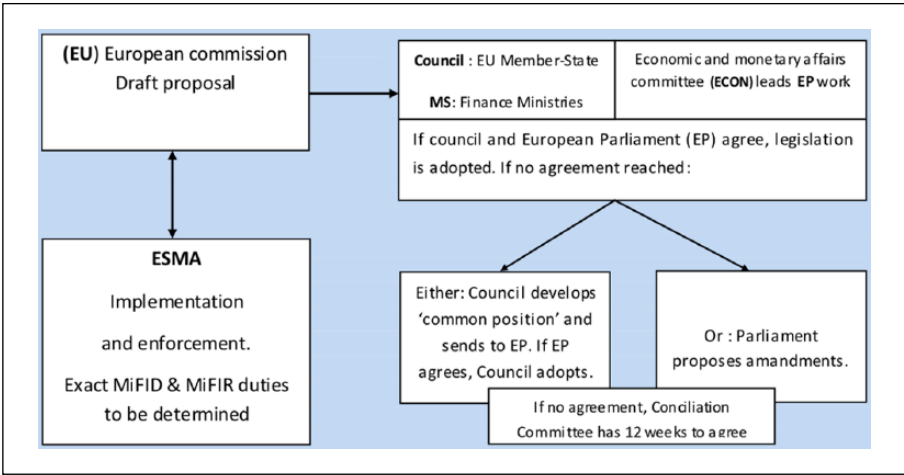 (EU) European commission
Draft proposal
Council : EU Member-State
MS: Finance Ministries
Economic and monetary affairs
committee (ECON) leads EP work
If council and European Parliament (EP) agree, legislation
is adopted. If no agreement reached :
ESMA
Implementation
and enforcement.
Exact MiFID & MiFIR duties
to be determined
Either: Council develops
‘common position’ and
sends to EP. If EP
agrees, Council adopts.
Or : Parliament
proposes amandments.
If no agreement, Conciliation
Committee has 12 weeks to agree